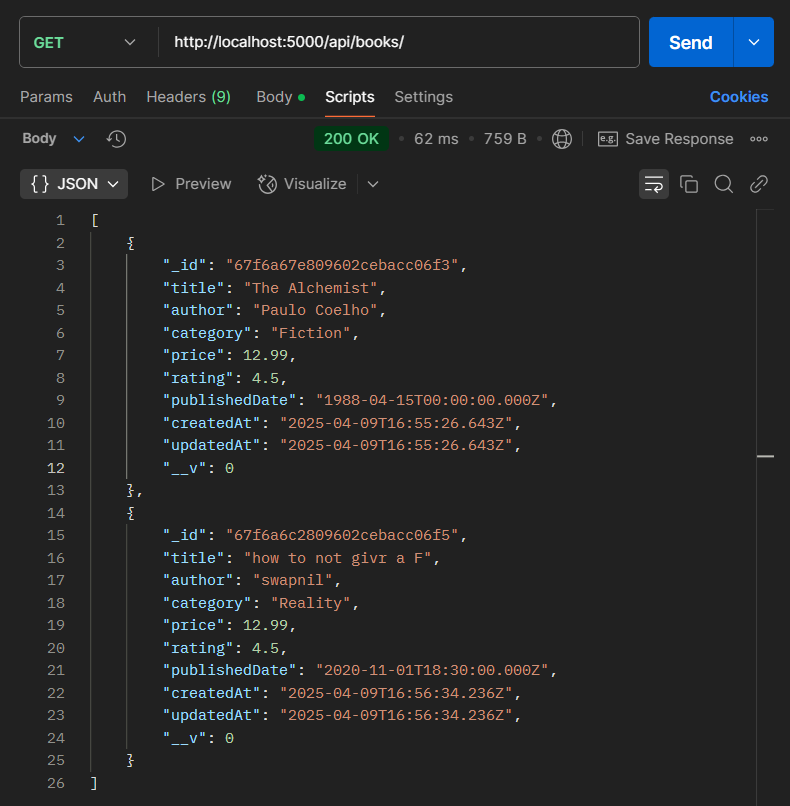 GET http://localhost:5000/api/books/ Send
Params Auth Headers (9) Body Scripts Settings Cookies
Body 200 OK 62 ms 759 B e.g. Save Response
{} JSON Preview Visualize
1 [
2 {
3 "_id": "67f6a67e809602cebacc06f3",
4 "title": "The Alchemist",
5 "author": "Paulo Coelho",
6 "category": "Fiction",
7 "price": 12.99,
8 "rating": 4.5,
9 "publishedDate": "1988-04-15T00:00:00.000Z",
10 "createdAt": "2025-04-09T16:55:26.643Z",
11 "updatedAt": "2025-04-09T16:55:26.643Z",
12 "__v": 0
13 },
14 {
15 "_id": "67f6a6c2809602cebacc06f5",
16 "title": "how to not givr a F",
17 "author": "swapnil",
18 "category": "Reality",
19 "price": 12.99,
20 "rating": 4.5,
21 "publishedDate": "2020-11-01T18:30:00.000Z",
22 "createdAt": "2025-04-09T16:56:34.236Z",
23 "updatedAt": "2025-04-09T16:56:34.236Z",
24 "__v": 0
25 }
26 ]